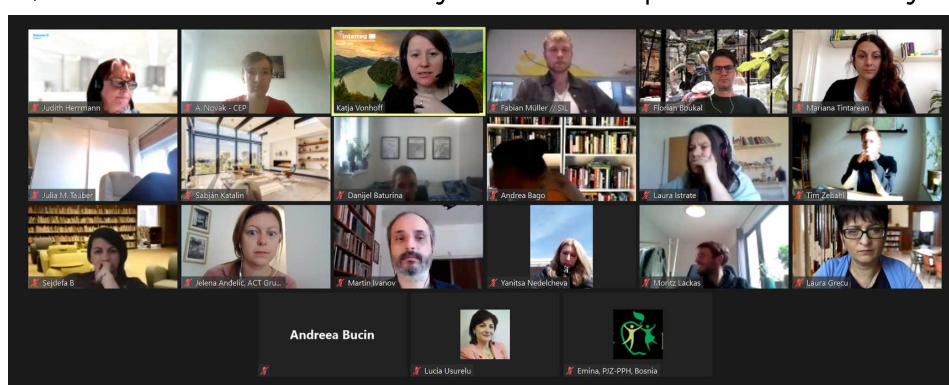 Interreg
Judith Herrmann
A. Novak - CEP
Katja Vonhoff
Fabian Müller // SIL
Florian Boukal
Mariana Tintarean
Julia M. Tauber
Sabján Katalin
Danijel Baturina
Andrea Bago
Laura Istrate
Tim Zebahl
Sejdefa B
Jelena Anđelić, ACT Gru...
Martin Ivanov
Yanitsa Nedelcheva
Moritz Lackas
Laura Grecu
Andreea Bucin
Lucia Usurelu
Emina, PJZ-PPH, Bosnia